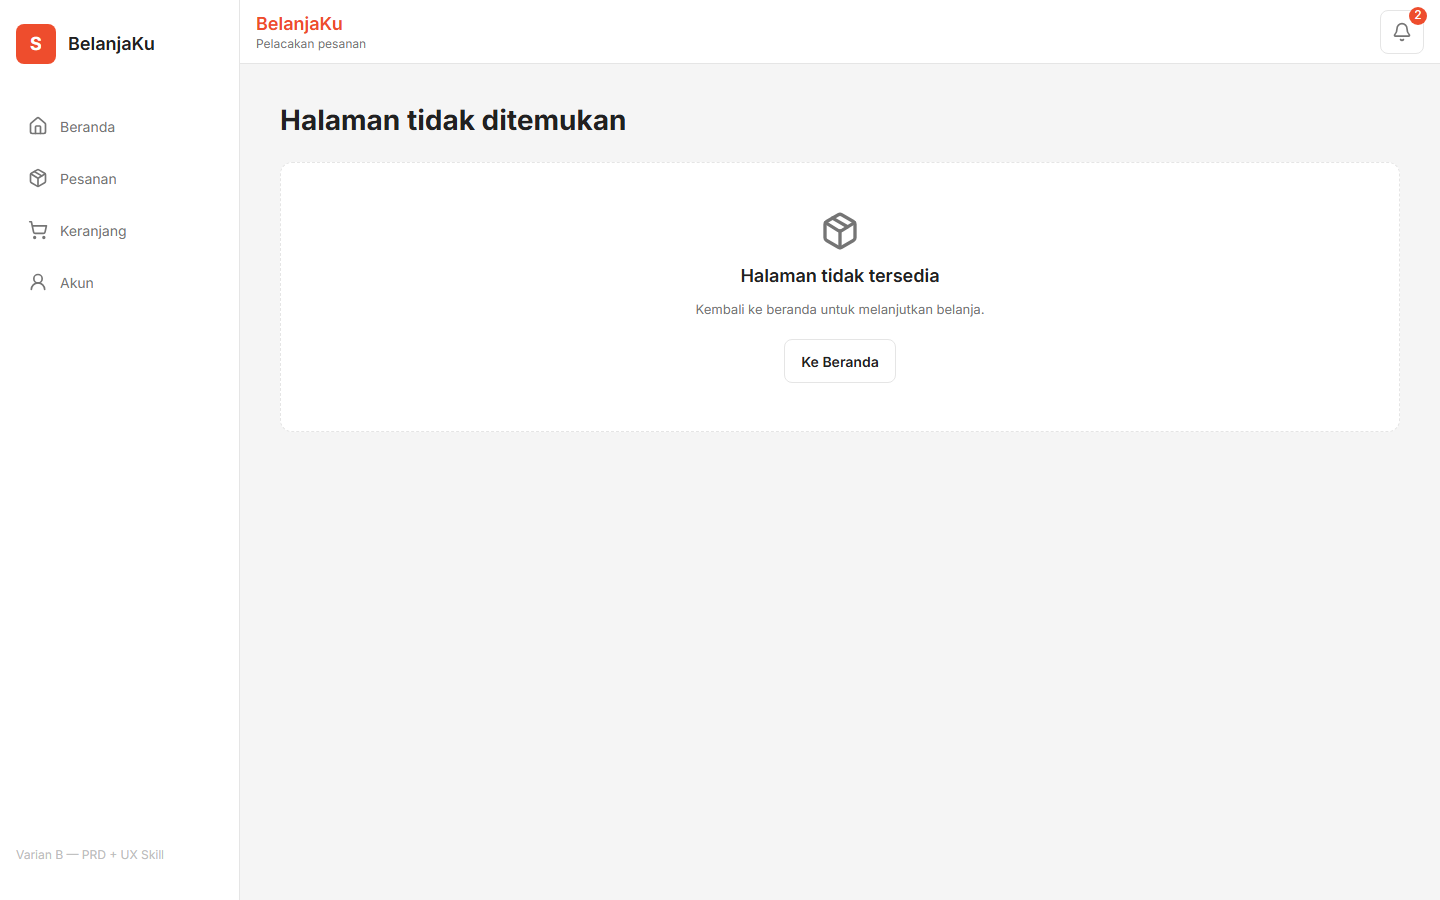 S
BelanjaKu
Beranda
Pesanan
Keranjang
Akun
Varian B — PRD + UX Skill
BelanjaKu
Pelacakan pesanan
2
Halaman tidak ditemukan
Halaman tidak tersedia
Kembali ke beranda untuk melanjutkan belanja.
Ke Beranda